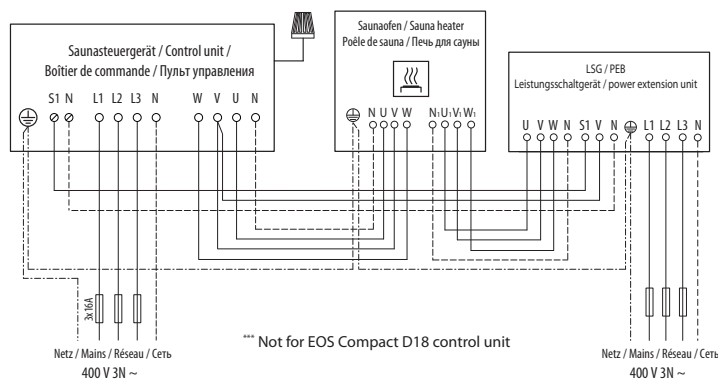 Saunasteuergerät / Control unit /
Boîtier de commande / Пульт управления
S1 N L1 L2 L3 N W V U N
Saunaofen / Sauna heater
Poêle de sauna / Печь для сауны
N U V W N1 U1 V1 W1
LSG / PEB
Leistungsschaltgerät / power extension unit
U V W N S1 V N L1 L2 L3 N
3x 16A
*** Not for EOS Compact D18 control unit
Netz / Mains / Réseau / Сеть
400 V 3N ~
Netz / Mains / Réseau / Сеть
400 V 3N ~